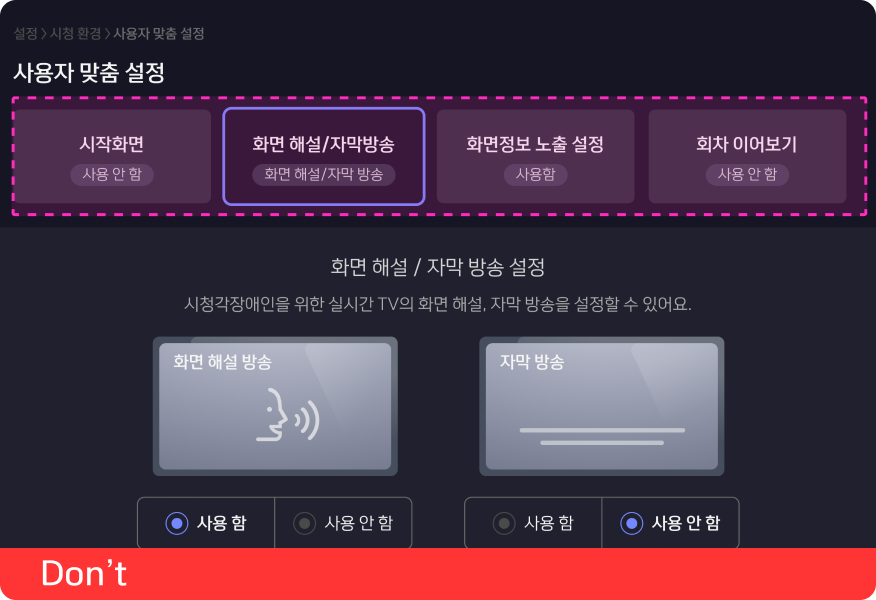 설정 > 시청 환경 > 사용자 맞춤 설정
사용자 맞춤 설정
시작화면
사용 안 함
화면 해설/자막방송
화면 해설/자막 방송
화면정보 노출 설정
사용함
회차 이어보기
사용 안 함
화면 해설 / 자막 방송 설정
시청각장애인을 위한 실시간 TV의 화면 해설, 자막 방송을 설정할 수 있어요.
화면 해설 방송
자막 방송
사용 함
사용 안 함
사용 함
사용 안 함
Don’t